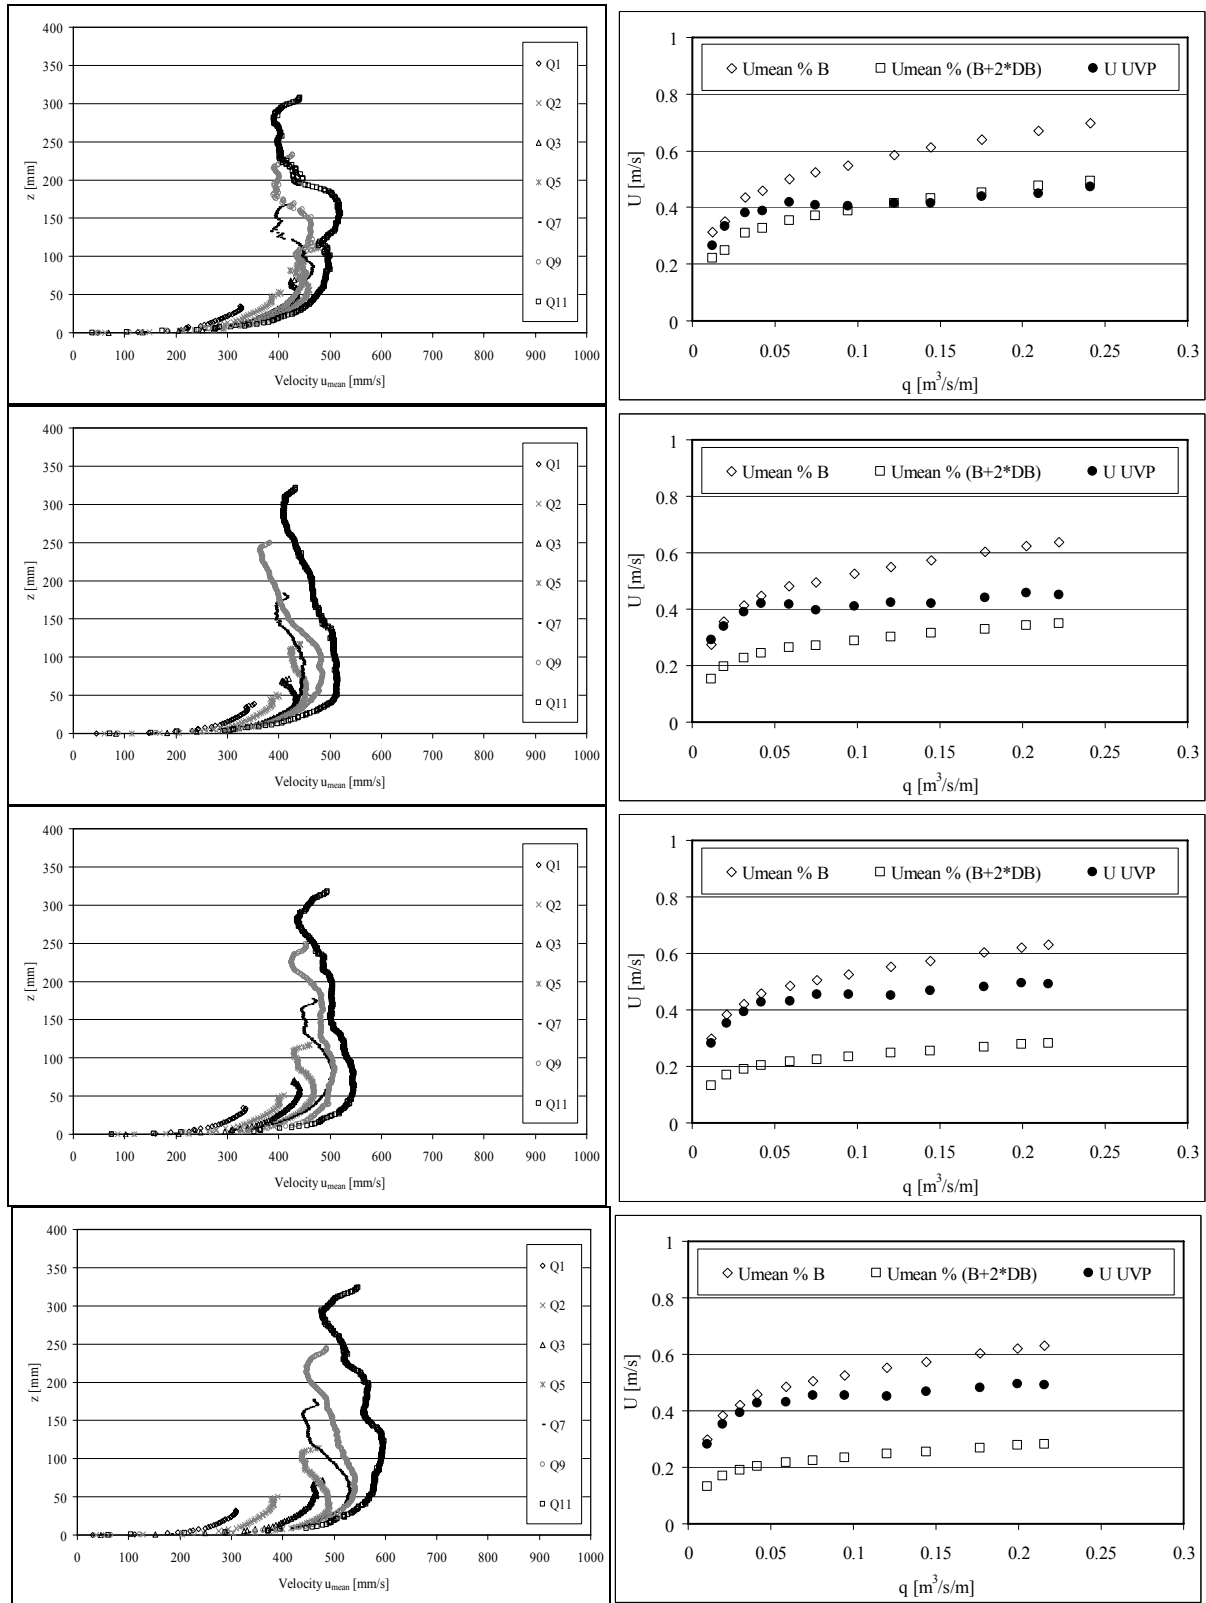 400
350
300
250
200
150
100
50
0
z [mm]
Q1
Q2
Q3
Q5
Q7
Q9
Q11
0 100 200 300 400 500 600 700 800 900 1000
Velocity umean [mm/s]
Umean % B Umean % (B+2*DB) U UVP
1
0.8
0.6
0.4
0.2
0
U [m/s]
0 0.05 0.1 0.15 0.2 0.25 0.3
q [m³/s/m]
400
350
300
250
200
150
100
50
0
z [mm]
Q1
Q2
Q3
Q5
Q7
Q9
Q11
0 100 200 300 400 500 600 700 800 900 1000
Velocity umean [mm/s]
Umean % B Umean % (B+2*DB) U UVP
1
0.8
0.6
0.4
0.2
0
U [m/s]
0 0.05 0.1 0.15 0.2 0.25 0.3
q [m³/s/m]
400
350
300
250
200
150
100
50
0
z [mm]
Q1
Q2
Q3
Q5
Q7
Q9
Q11
0 100 200 300 400 500 600 700 800 900 1000
Velocity umean [mm/s]
Umean % B Umean % (B+2*DB) U UVP
1
0.8
0.6
0.4
0.2
0
U [m/s]
0 0.05 0.1 0.15 0.2 0.25 0.3
q [m³/s/m]
400
350
300
250
200
150
100
50
0
z [mm]
Q1
Q2
Q3
Q5
Q7
Q9
Q11
0 100 200 300 400 500 600 700 800 900 1000
Velocity umean [mm/s]
Umean % B Umean % (B+2*DB) U UVP
1
0.8
0.6
0.4
0.2
0
U [m/s]
0 0.05 0.1 0.15 0.2 0.25 0.3
q [m³/s/m]